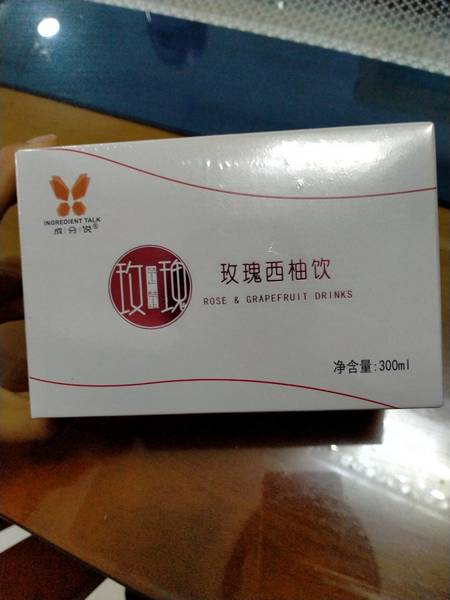 INGREDIENT TALK
成分说®
玫瑰
玫瑰西柚饮
ROSE & GRAPEFRUIT DRINKS
净含量:300ml